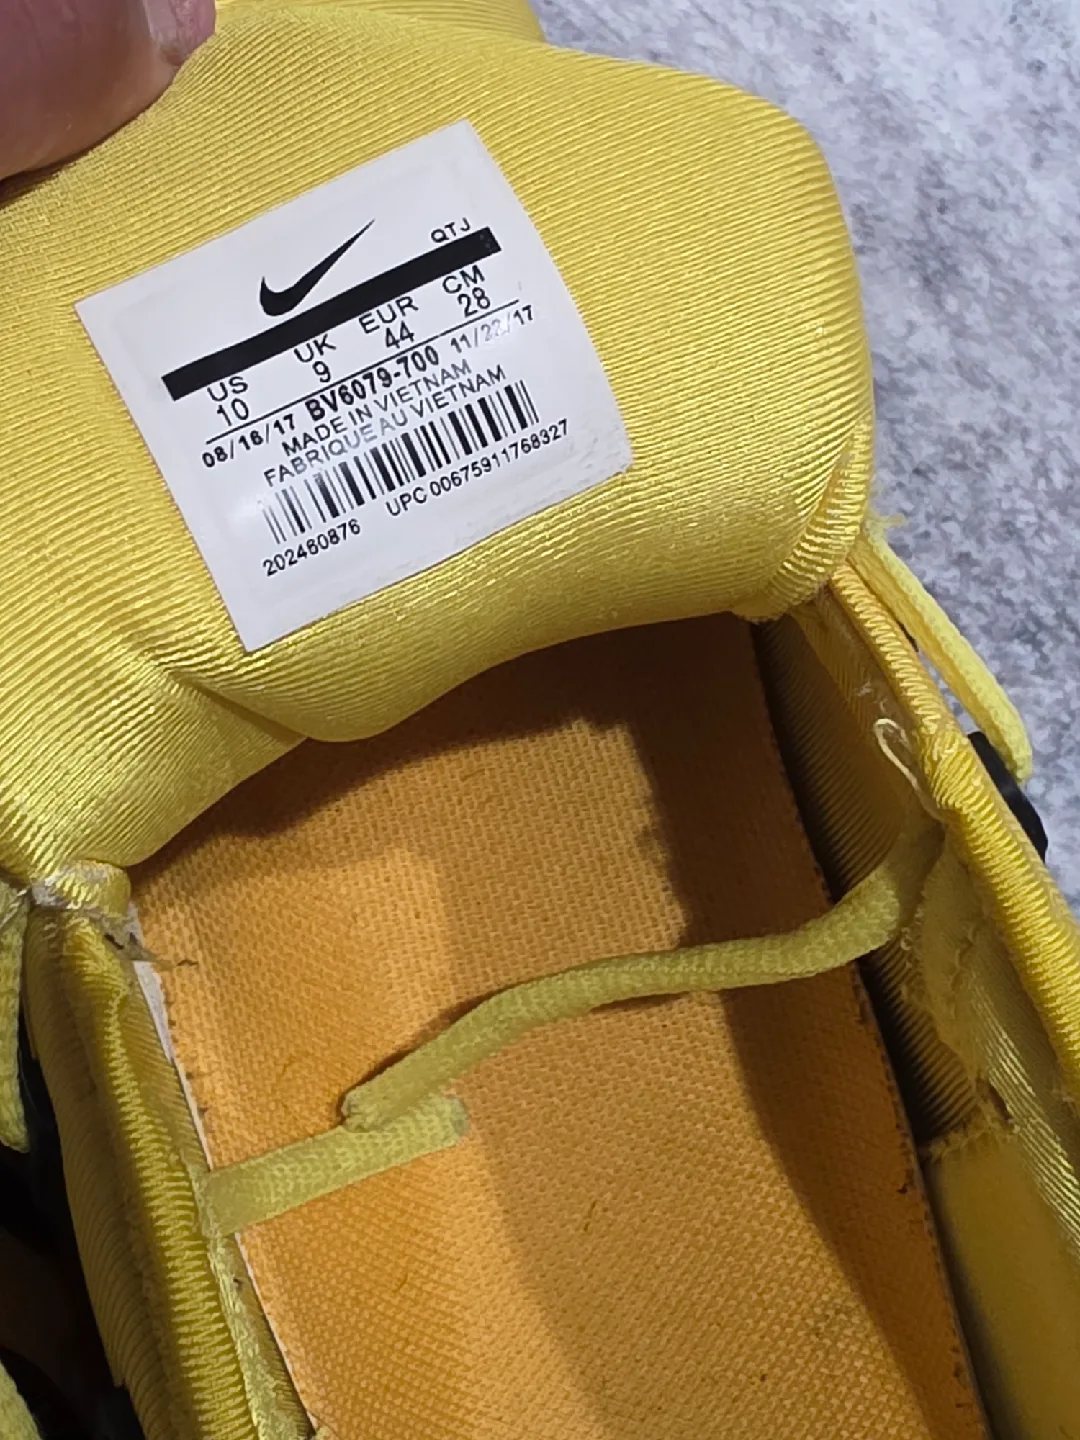 QTJ
US UK EUR CM
10 9 44 28
08/16/17 BV6079-700 11/22/17
MADE IN VIETNAM
FABRIQUE AU VIETNAM
202460876 UPC 00675911768327